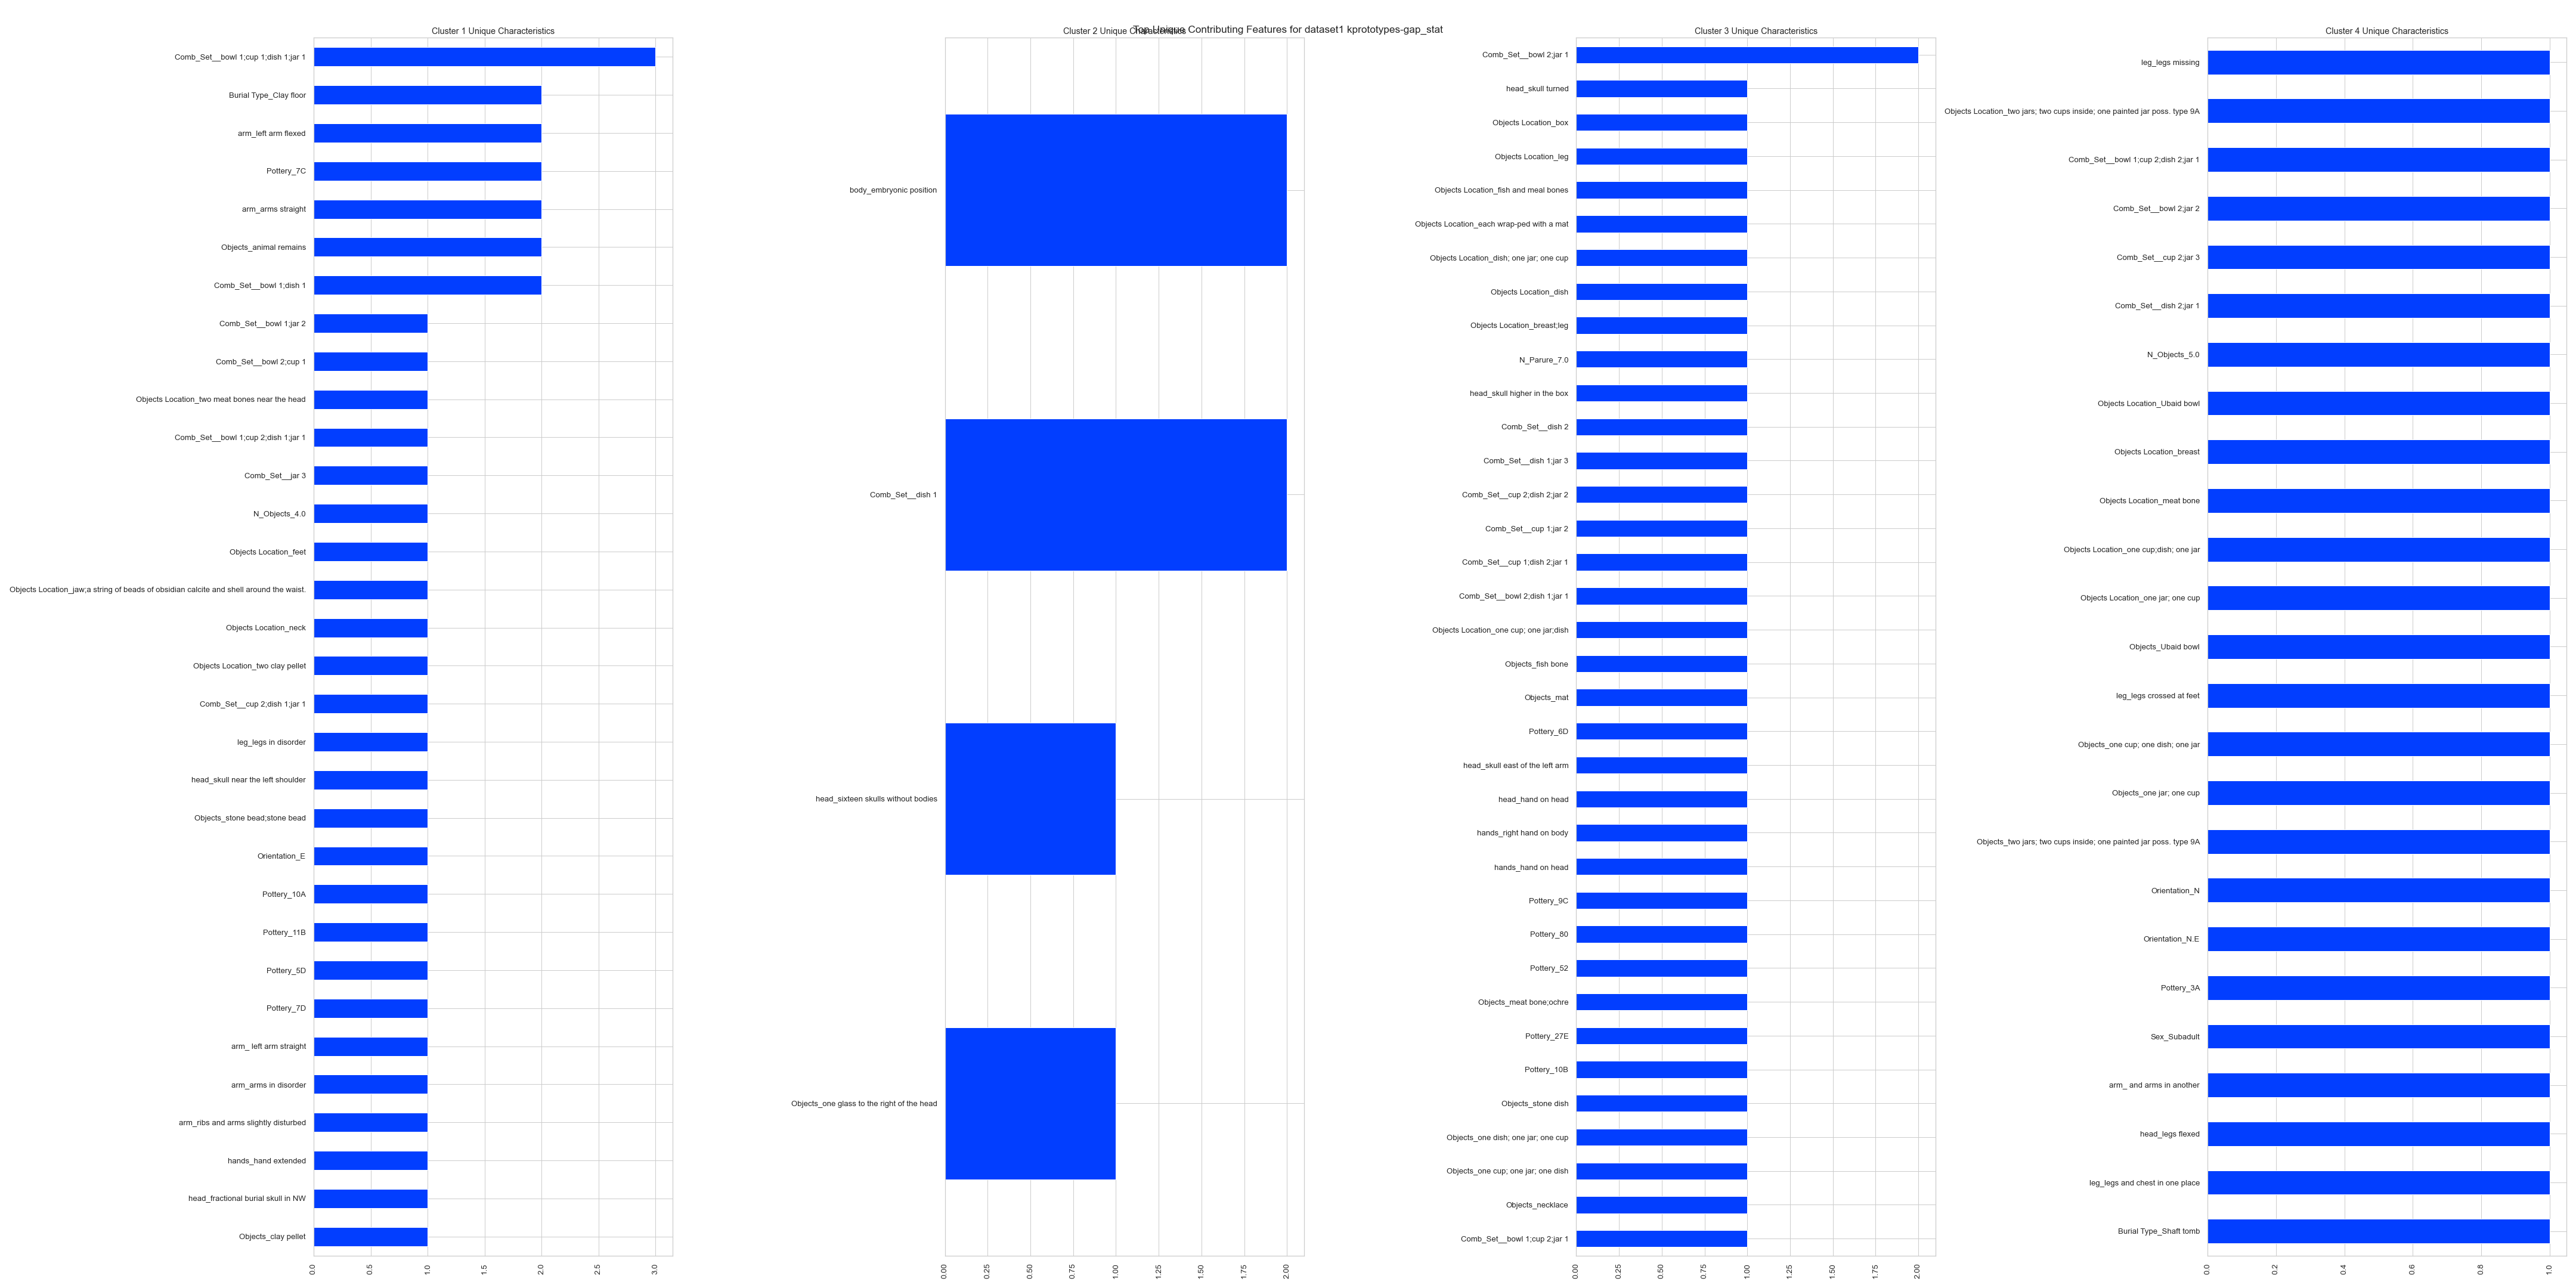 Top Unique Contributing Features for dataset1 kprototypes-gap_stat
Cluster 1 Unique Characteristics
Comb_Set__bowl 1;cup 1;dish 1;jar 1
Burial Type_Clay floor
arm_left arm flexed
Pottery_7C
arm_arms straight
Objects_animal remains
Comb_Set__bowl 1;dish 1
Comb_Set__bowl 1;jar 2
Comb_Set__bowl 2;cup 1
Objects Location_two meat bones near the head
Comb_Set__bowl 1;cup 2;dish 1;jar 1
Comb_Set__jar 3
N_Objects_4.0
Objects Location_feet
Objects Location_jaw;a string of beads of obsidian calcite and shell around the waist.
Objects Location_neck
Objects Location_two clay pellet
Comb_Set__cup 2;dish 1;jar 1
leg_legs in disorder
head_skull near the left shoulder
Objects_stone bead;stone bead
Orientation_E
Pottery_10A
Pottery_11B
Pottery_5D
Pottery_7D
arm_ left arm straight
arm_arms in disorder
arm_ribs and arms slightly disturbed
hands_hand extended
head_fractional burial skull in NW
Objects_clay pellet
0.0
0.5
1.0
1.5
2.0
2.5
3.0
Cluster 2 Unique Characteristics
body_embryonic position
Comb_Set__dish 1
head_sixteen skulls without bodies
Objects_one glass to the right of the head
0.00
0.25
0.50
0.75
1.00
1.25
1.50
1.75
2.00
Cluster 3 Unique Characteristics
Comb_Set__bowl 2;jar 1
head_skull turned
Objects Location_box
Objects Location_leg
Objects Location_fish and meal bones
Objects Location_each wrap-ped with a mat
Objects Location_dish; one jar; one cup
Objects Location_dish
Objects Location_breast;leg
N_Parure_7.0
head_skull higher in the box
Comb_Set__dish 2
Comb_Set__dish 1;jar 3
Comb_Set__cup 2;dish 2;jar 2
Comb_Set__cup 1;jar 2
Comb_Set__cup 1;dish 2;jar 1
Comb_Set__bowl 2;dish 1;jar 1
Objects Location_one cup; one jar;dish
Objects_fish bone
Objects_mat
Pottery_6D
head_skull east of the left arm
head_hand on head
hands_right hand on body
hands_hand on head
Pottery_9C
Pottery_80
Pottery_52
Objects_meat bone;ochre
Pottery_27E
Pottery_10B
Objects_stone dish
Objects_one dish; one jar; one cup
Objects_one cup; one jar; one dish
Objects_necklace
Comb_Set__bowl 1;cup 2;jar 1
0.00
0.25
0.50
0.75
1.00
1.25
1.50
1.75
2.00
Cluster 4 Unique Characteristics
leg_legs missing
Objects Location_two jars; two cups inside; one painted jar poss. type 9A
Comb_Set__bowl 1;cup 2;dish 2;jar 1
Comb_Set__bowl 2;jar 2
Comb_Set__cup 2;jar 3
Comb_Set__dish 2;jar 1
N_Objects_5.0
Objects Location_Ubaid bowl
Objects Location_breast
Objects Location_meat bone
Objects Location_one cup;dish; one jar
Objects Location_one jar; one cup
Objects_Ubaid bowl
leg_legs crossed at feet
Objects_one cup; one dish; one jar
Objects_one jar; one cup
Objects_two jars; two cups inside; one painted jar poss. type 9A
Orientation_N
Orientation_N.E
Pottery_3A
Sex_Subadult
arm_ and arms in another
head_legs flexed
leg_legs and chest in one place
Burial Type_Shaft tomb
0.0
0.2
0.4
0.6
0.8
1.0